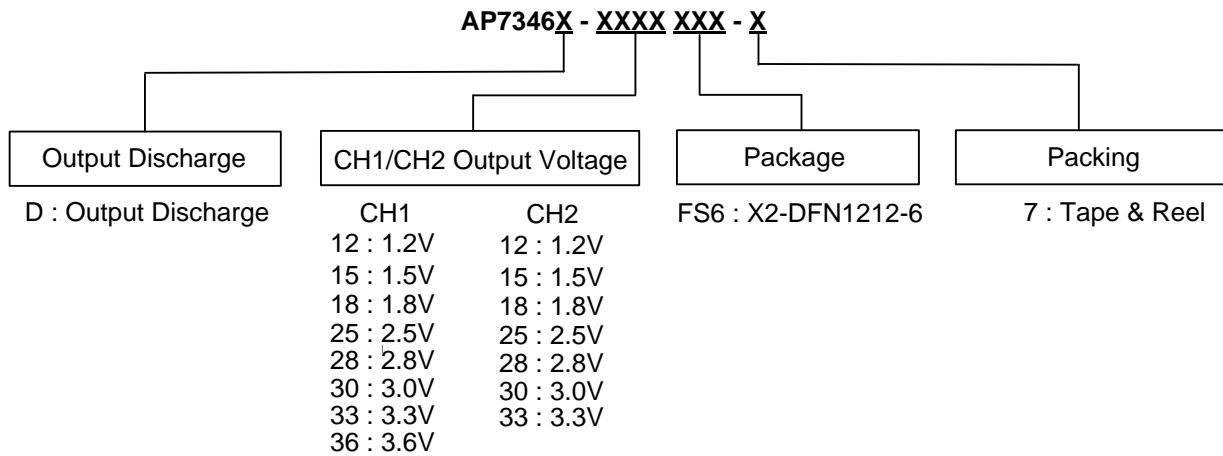 AP7346X - XXXX XXX - X
Output Discharge
D : Output Discharge
CH1/CH2 Output Voltage
CH1
12 : 1.2V
15 : 1.5V
18 : 1.8V
25 : 2.5V
28 : 2.8V
30 : 3.0V
33 : 3.3V
36 : 3.6V
CH2
12 : 1.2V
15 : 1.5V
18 : 1.8V
25 : 2.5V
28 : 2.8V
30 : 3.0V
33 : 3.3V
Package
FS6 : X2-DFN1212-6
Packing
7 : Tape & Reel